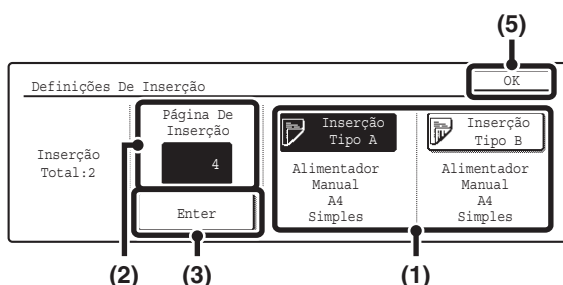 (5)
Definições De Inserção
OK
Inserção
Total:2
Página De
Inserção
4
Enter
Inserção
Tipo A
Alimentador
Manual
A4
Simples
Inserção
Tipo B
Alimentador
Manual
A4
Simples
(2)
(3)
(1)